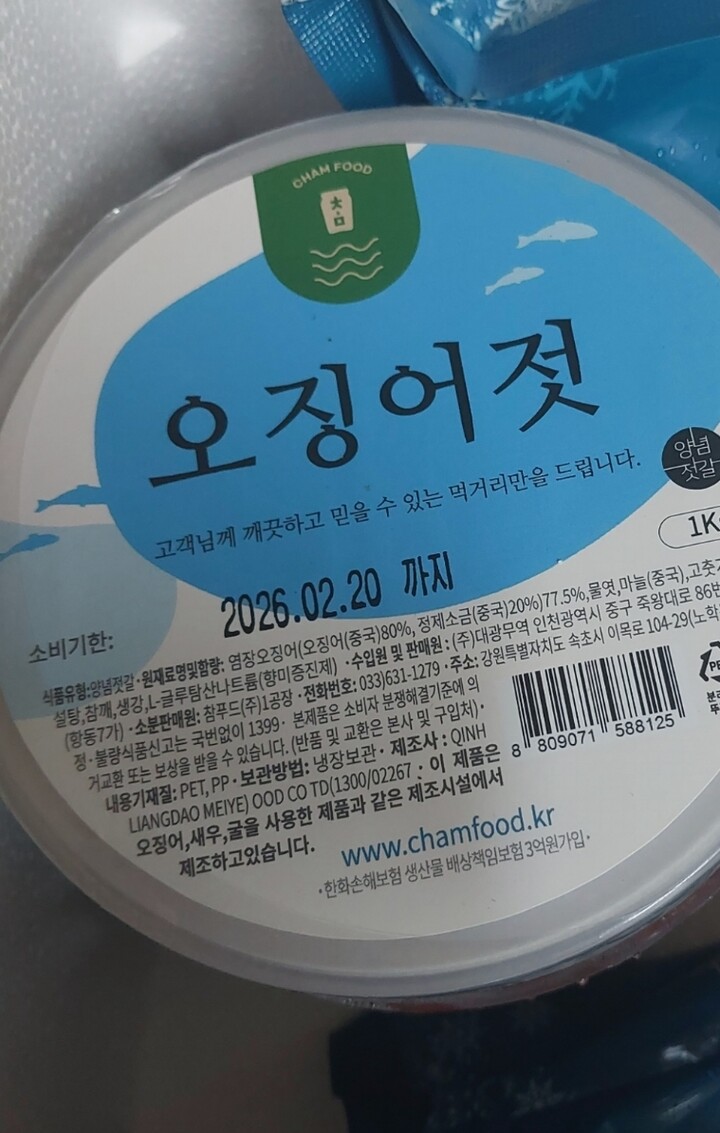 CHAM FOOD
참
오징어젓
고객님께 깨끗하고 믿을 수 있는 먹거리만을 드립니다.
양념
젓갈
1K
2026.02.20 까지
소비기한:
식품유형:양념젓갈·원재료명및함량: 염장오징어(오징어(중국)80%, 정제소금(중국)20%)77.5%,물엿,마늘(중국),고춧
설탕,참깨,생강,L-글루탐산나트륨(향미증진제) ·수입원 및 판매원: (주)대광무역 인천광역시 중구 축왕대로 86번
(항동7가) ·소분판매원: 참푸드(주)1공장 ·전화번호: 033)631-1279 ·주소: 강원특별자치도 속초시 이목로 104-29(노학
정·불량식품신고는 국번없이 1399· 본제품은 소비자 분쟁해결기준에 의
거교환 또는 보상을 받을 수 있습니다. (반품 및 교환은 본사 및 구입처)·
내용기재질: PET, PP·보관방법: 냉장보관·제조사: QINH
LIANGDAO MEIYE) OOD CO TD(1300/02267 · 이 제품은
오징어,새우,굴을 사용한 제품과 같은 제조시설에서
제조하고있습니다.
8 809071 588125
www.chamfood.kr
·한화손해보험 생산물 배상책임보험 3억원가입·